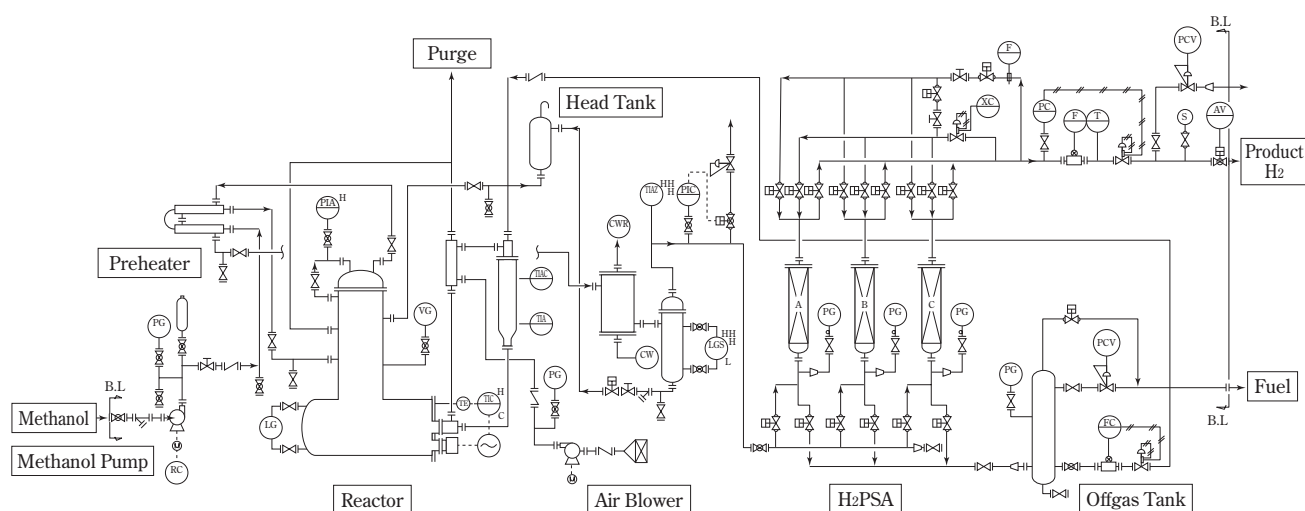 B.L
PCV
F
Purge
Head Tank
XC
PC
F
T
S
AV
Product
H2
PIA
H
TIAZ
HH
H
PIC
CWR
Preheater
TIAC
A
B
C
PG
VG
TIA
PG
PG
PG
PCV
LGS
HH
H
L
CW
PG
PG
B.L
TE
TIC
H
C
Fuel
B.L
Methanol
LG
FC
Methanol Pump
RC
Reactor
Air Blower
H2PSA
Offgas Tank